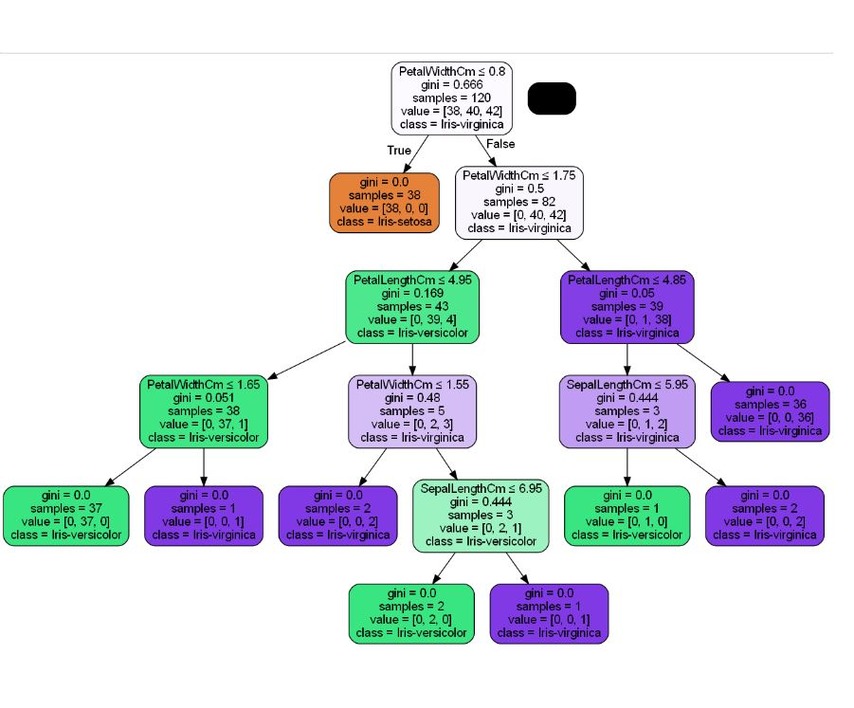 PetalWidthCm ≤ 0.8
gini = 0.666
samples = 120
value = [38, 40, 42]
class = Iris-virginica
True
False
gini = 0.0
samples = 38
value = [38, 0, 0]
class = Iris-setosa
PetalWidthCm ≤ 1.75
gini = 0.5
samples = 82
value = [0, 40, 42]
class = Iris-virginica
PetalLengthCm ≤ 4.95
gini = 0.169
samples = 43
value = [0, 39, 4]
class = Iris-versicolor
PetalLengthCm ≤ 4.85
gini = 0.05
samples = 39
value = [0, 1, 38]
class = Iris-virginica
PetalWidthCm ≤ 1.65
gini = 0.051
samples = 38
value = [0, 37, 1]
class = Iris-versicolor
PetalWidthCm ≤ 1.55
gini = 0.48
samples = 5
value = [0, 2, 3]
class = Iris-virginica
SepalLengthCm ≤ 5.95
gini = 0.444
samples = 3
value = [0, 1, 2]
class = Iris-virginica
gini = 0.0
samples = 36
value = [0, 0, 36]
class = Iris-virginica
gini = 0.0
samples = 37
value = [0, 37, 0]
class = Iris-versicolor
gini = 0.0
samples = 1
value = [0, 0, 1]
class = Iris-virginica
gini = 0.0
samples = 2
value = [0, 0, 2]
class = Iris-virginica
SepalLengthCm ≤ 6.95
gini = 0.444
samples = 3
value = [0, 2, 1]
class = Iris-versicolor
gini = 0.0
samples = 1
value = [0, 1, 0]
class = Iris-versicolor
gini = 0.0
samples = 2
value = [0, 0, 2]
class = Iris-virginica
gini = 0.0
samples = 2
value = [0, 2, 0]
class = Iris-versicolor
gini = 0.0
samples = 1
value = [0, 0, 1]
class = Iris-virginica